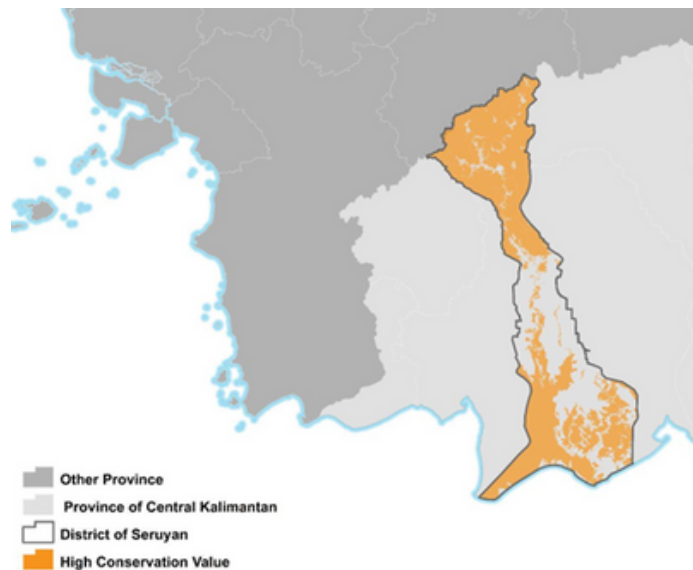 Other Province
Province of Central Kalimantan
District of Seruyan
High Conservation Value